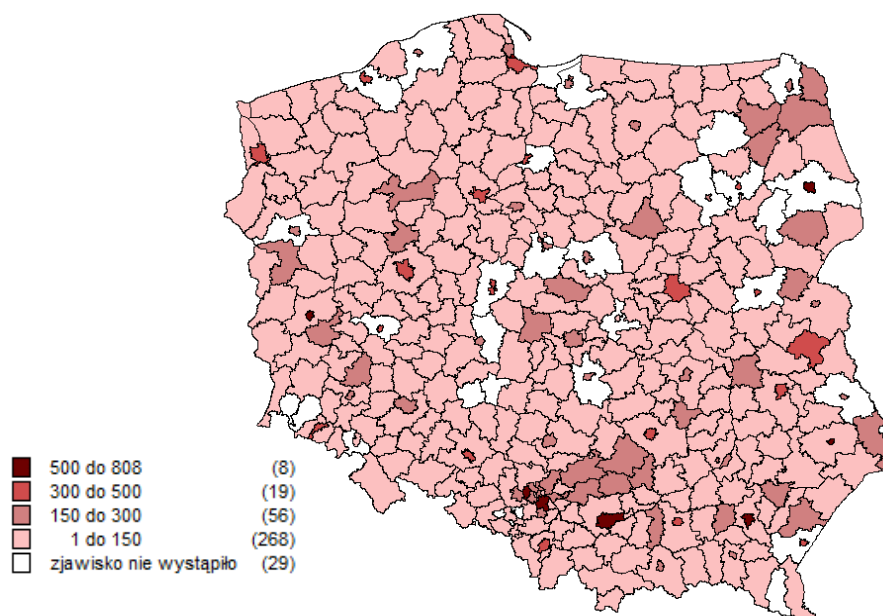 500 do 808 (8)
300 do 500 (19)
150 do 300 (56)
1 do 150 (268)
zjawisko nie wystąpiło (29)